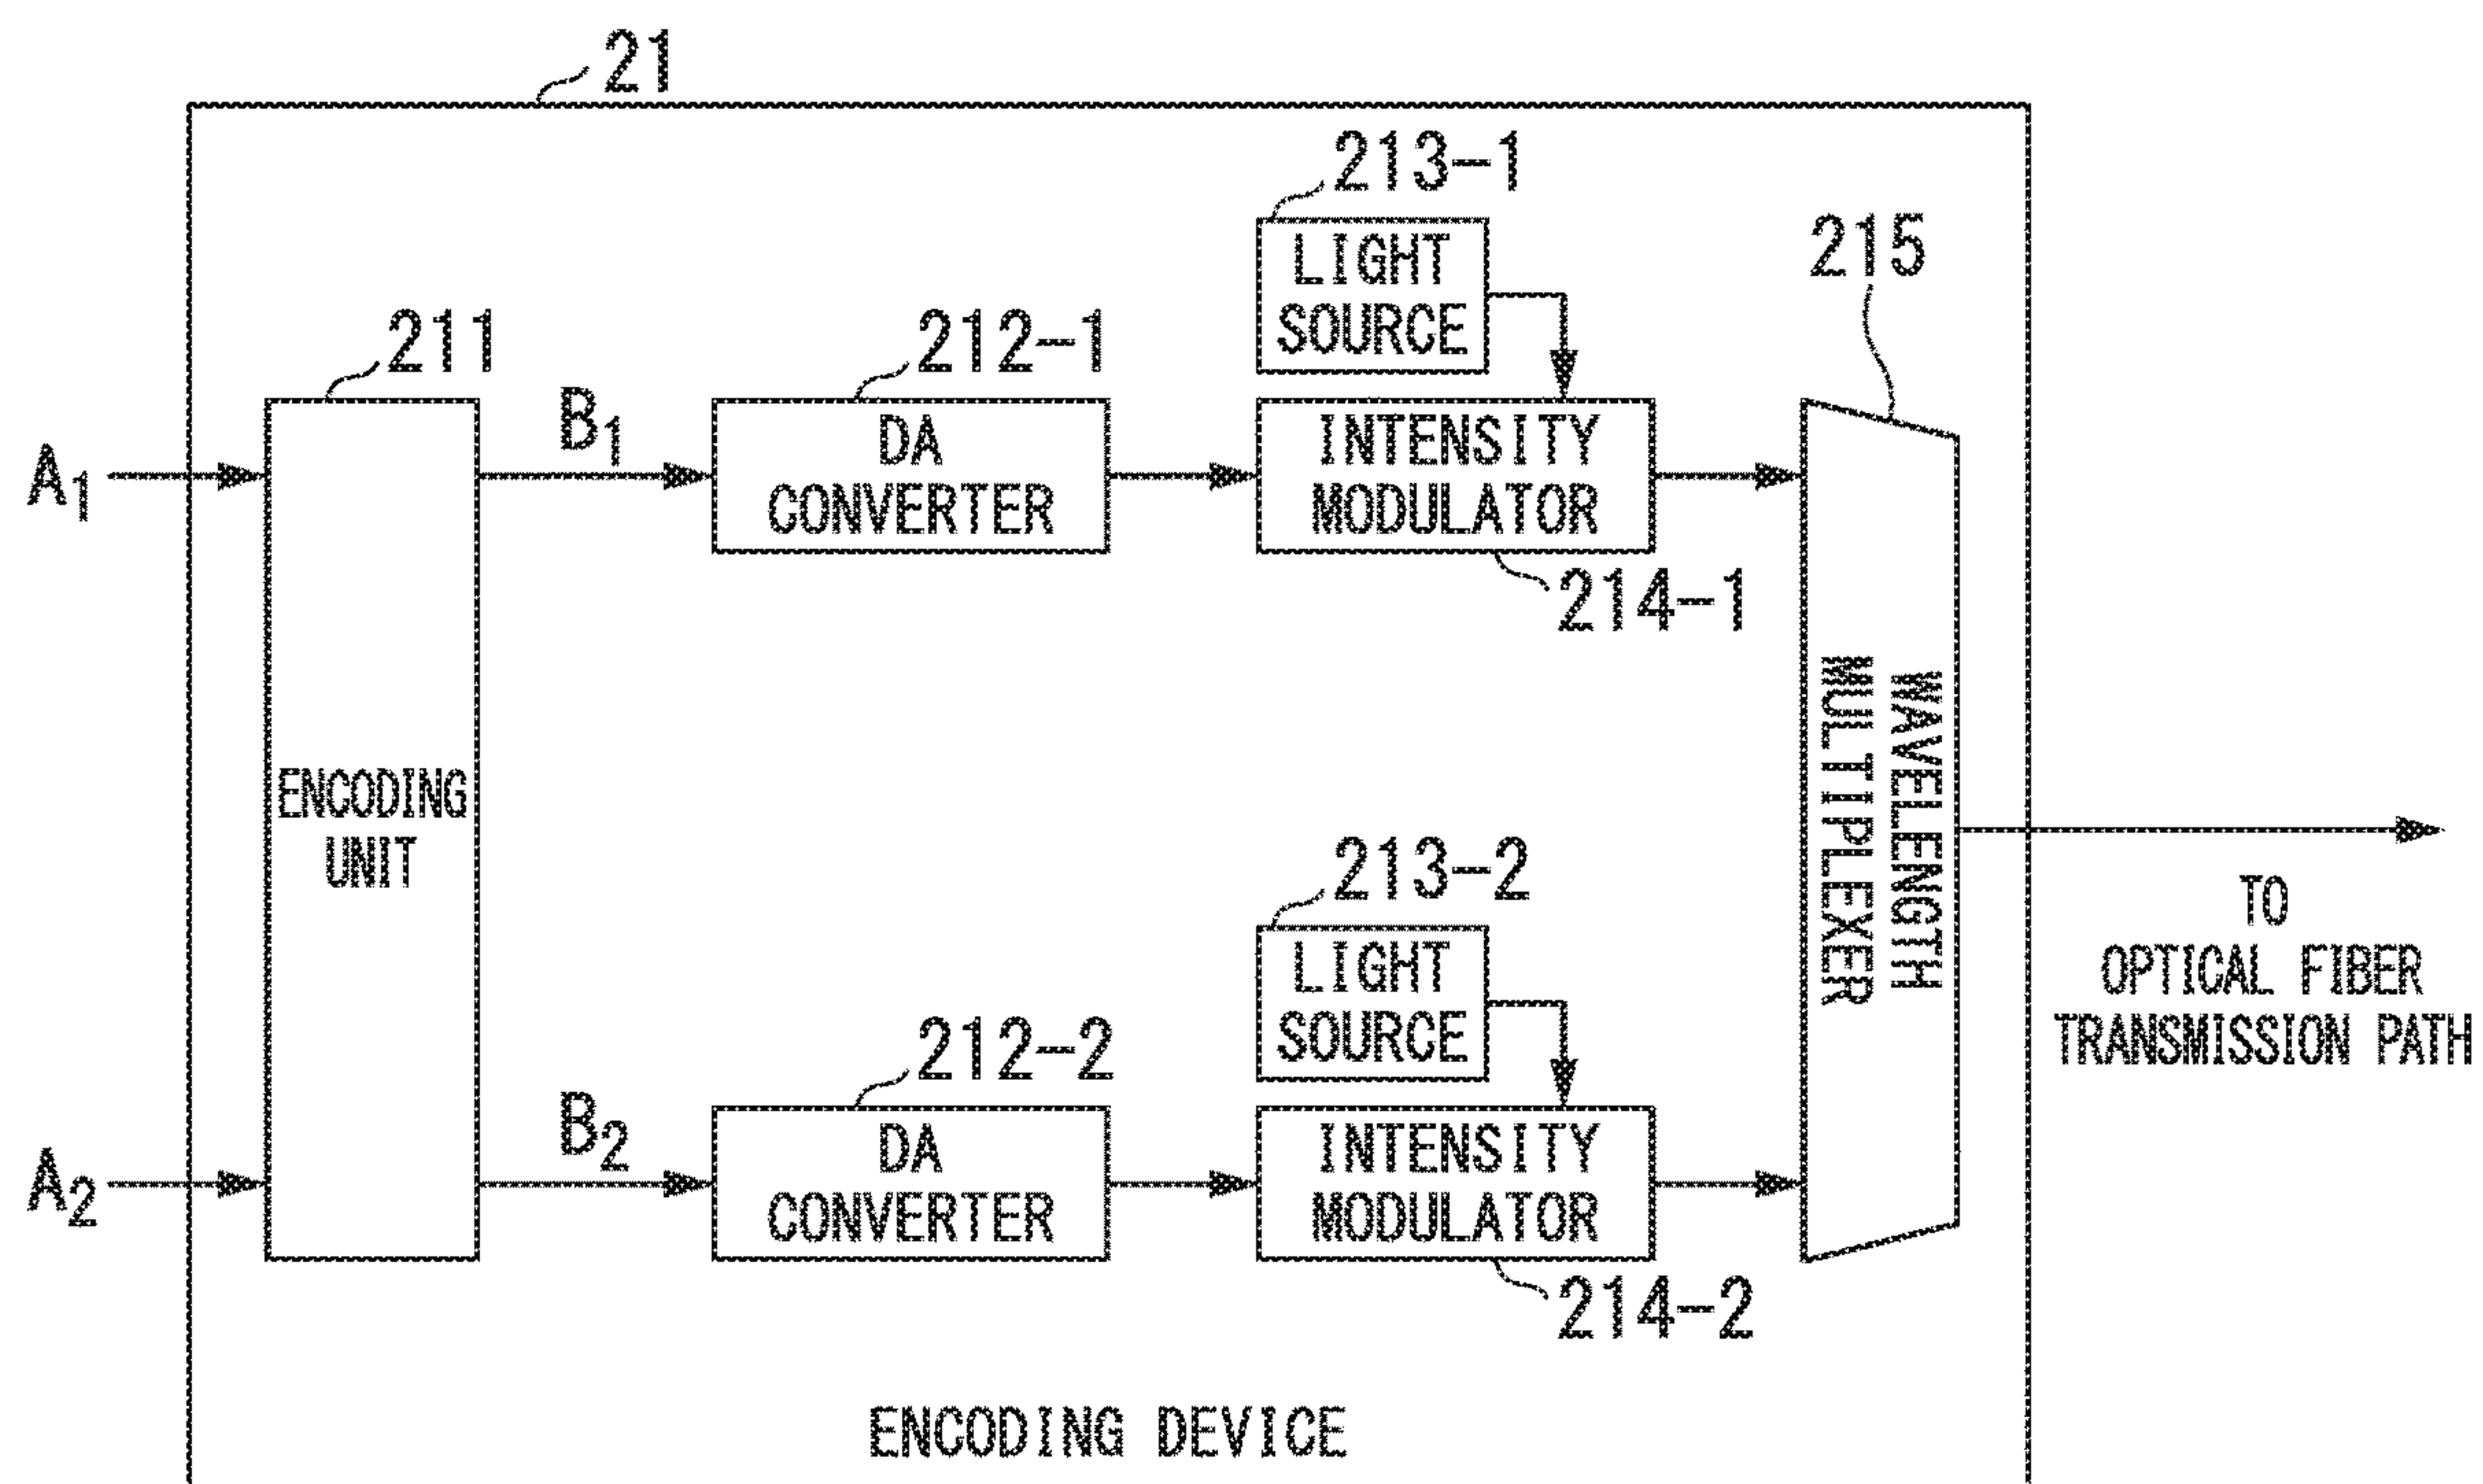 21
213-1
LIGHT
SOURCE
215
211
B1
212-1
A1
DA
CONVERTER
INTENSITY
MODULATOR
214-1
ENCODING
UNIT
WAVELENGTH
MULTIPLEXER
213-2
LIGHT
SOURCE
TO
OPTICAL FIBER
TRANSMISSION PATH
B2
212-2
A2
DA
CONVERTER
INTENSITY
MODULATOR
214-2
ENCODING DEVICE